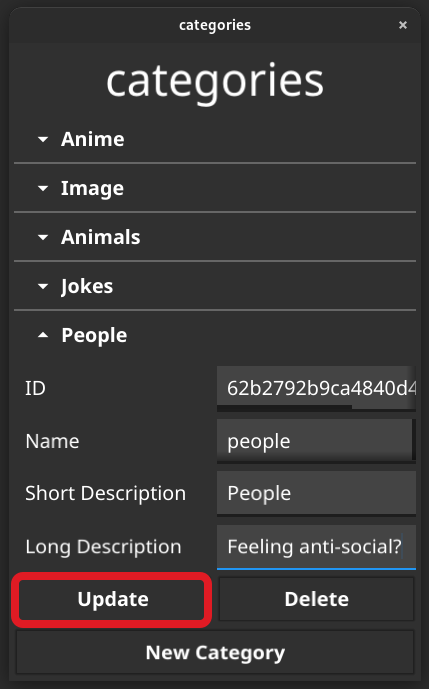 categories
categories
Anime
Image
Animals
Jokes
People
ID 62b2792b9ca4840d4
Name people
Short Description People
Long Description Feeling anti-social?
Update Delete
New Category